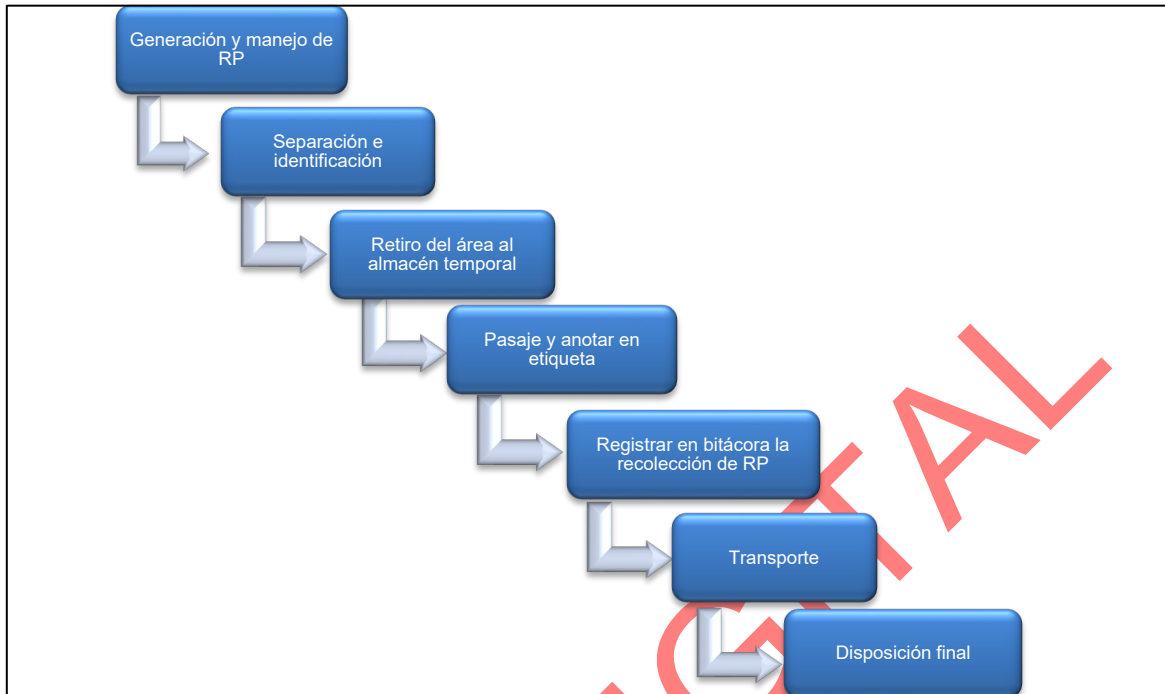 Generación y manejo de
RP
Separación e
identificación
Retiro del área al
almacén temporal
Pasaje y anotar en
etiqueta
Registrar en bitácora la
recolección de RP
Transporte
Disposición final